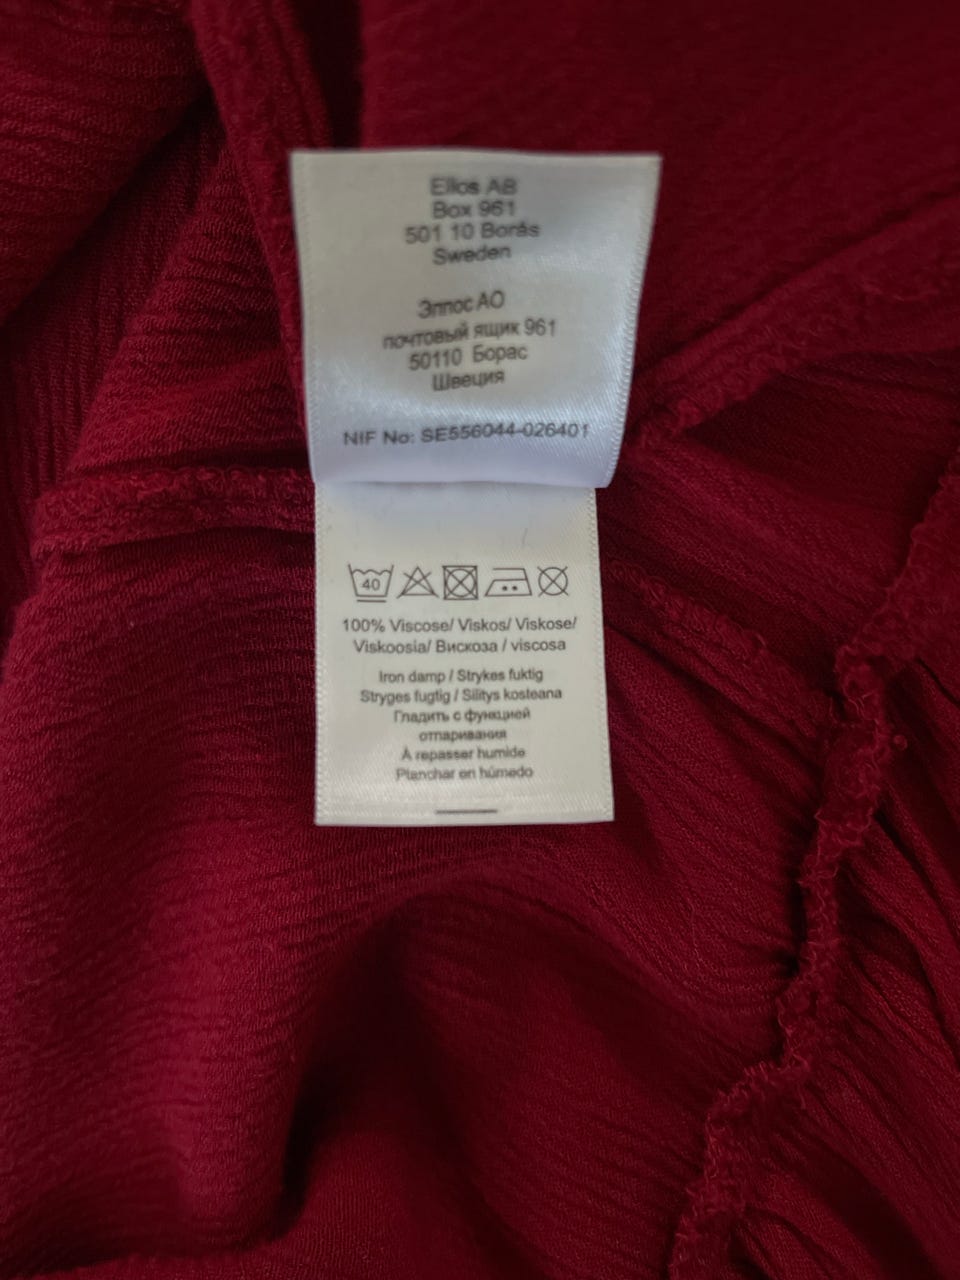 Ellos AB
Box 961
501 10 Borås
Sweden
Эллос АО
почтовый ящик 961
50110 Борас
Швеция
NIF No: SE556044-026401
40
100% Viscose/ Viskos/ Viskose/
Viskoosia/ Вискоза / viscosa
Iron damp / Strykes fuktig
Stryges fugtig / Silitys kosteana
Гладить с функцией
отпаривания
À repasser humide
Planchar en húmedo